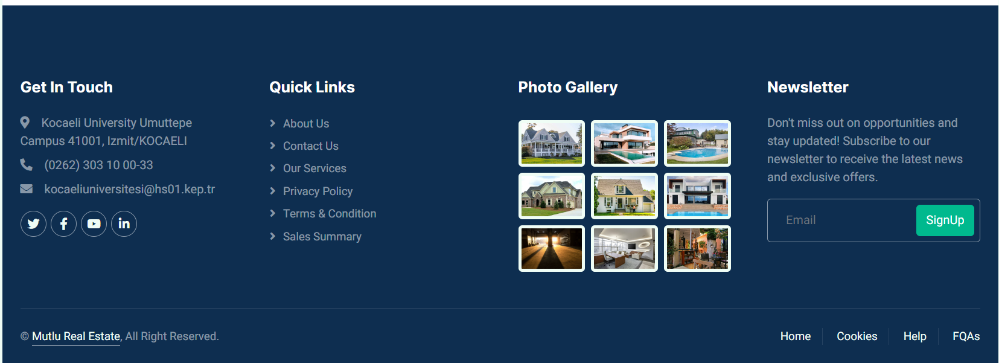 Get In Touch
Kocaeli University Umuttepe
Campus 41001, Izmit/KOCAELI
(0262) 303 10 00-33
kocaeliuniversitesi@hs01.kep.tr
Quick Links
About Us
Contact Us
Our Services
Privacy Policy
Terms & Condition
Sales Summary
Photo Gallery
Newsletter
Don't miss out on opportunities and
stay updated! Subscribe to our
newsletter to receive the latest news
and exclusive offers.
Email SignUp
© Mutlu Real Estate, All Right Reserved.
Home Cookies Help FQAs